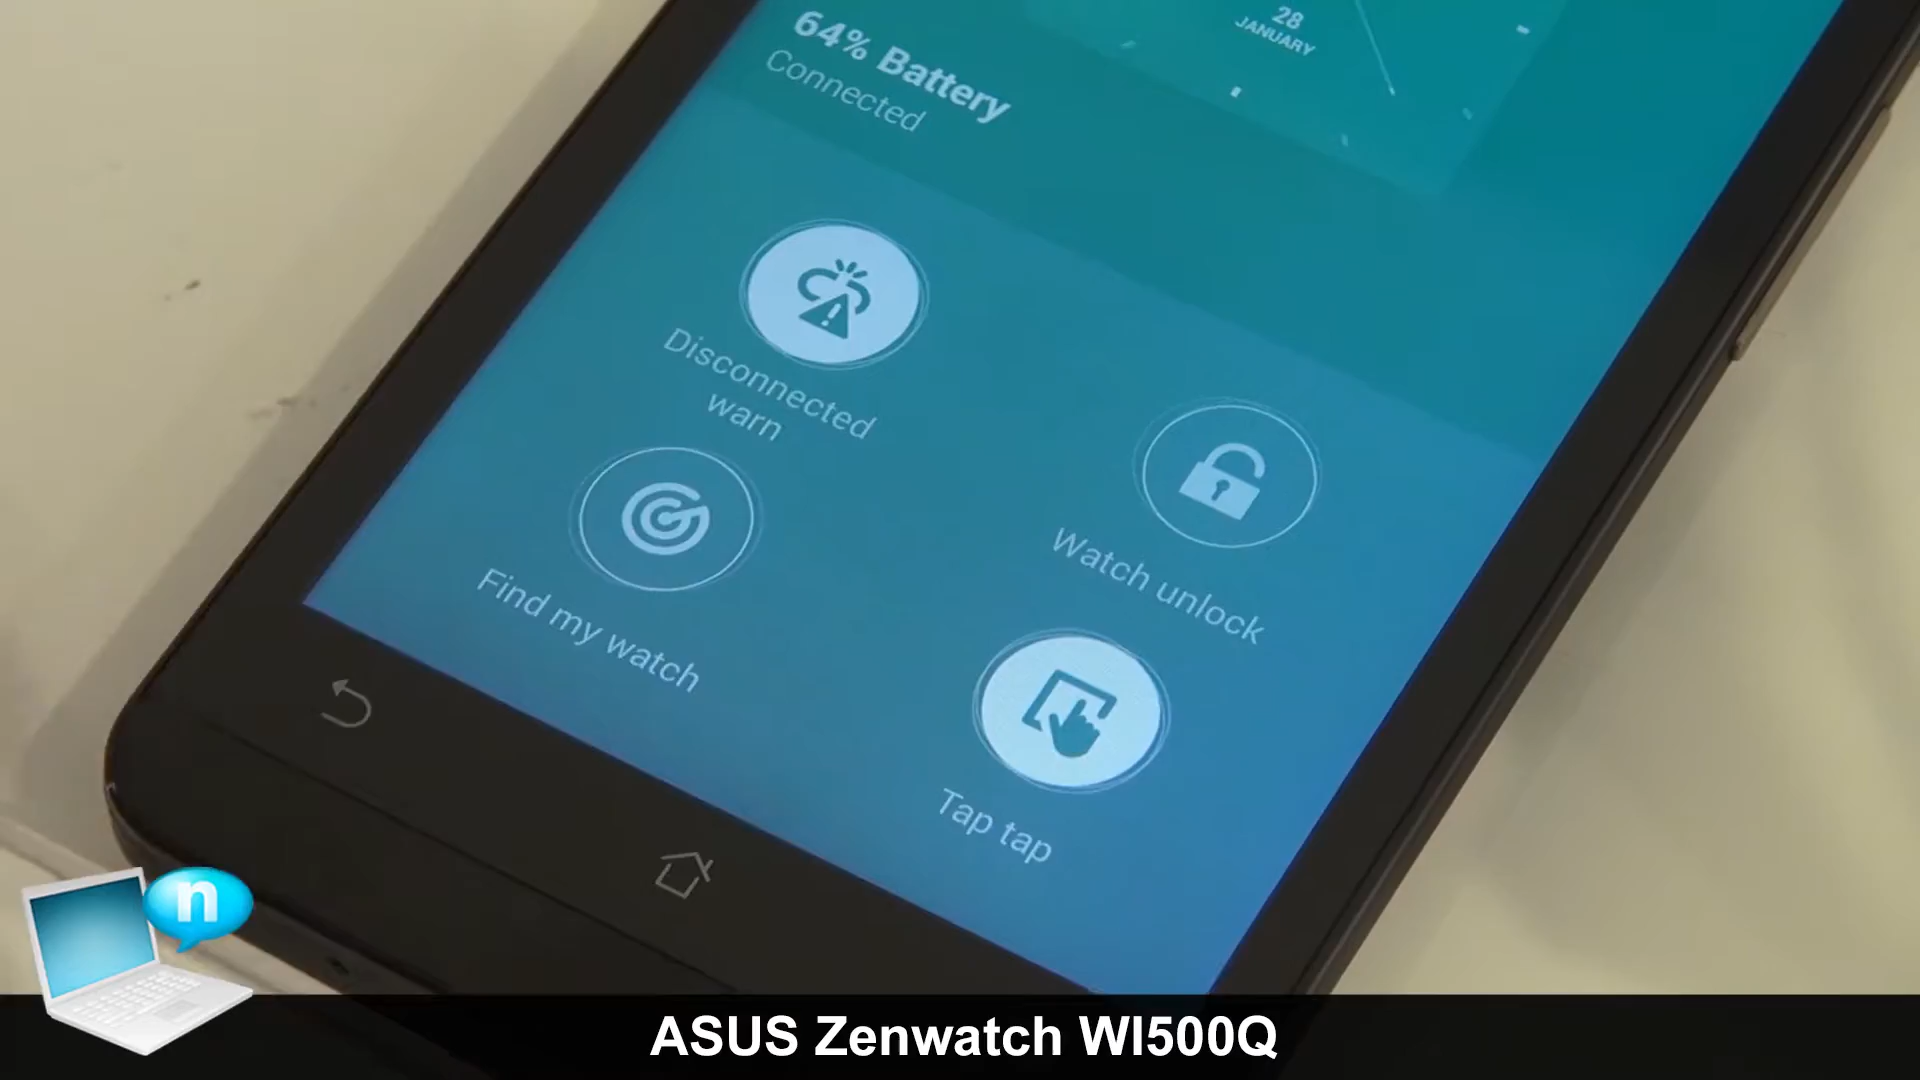 28
JANUARY
64% Battery
Connected
Disconnected
warn
Watch unlock
Find my watch
Tap tap
n
ASUS Zenwatch WI500Q